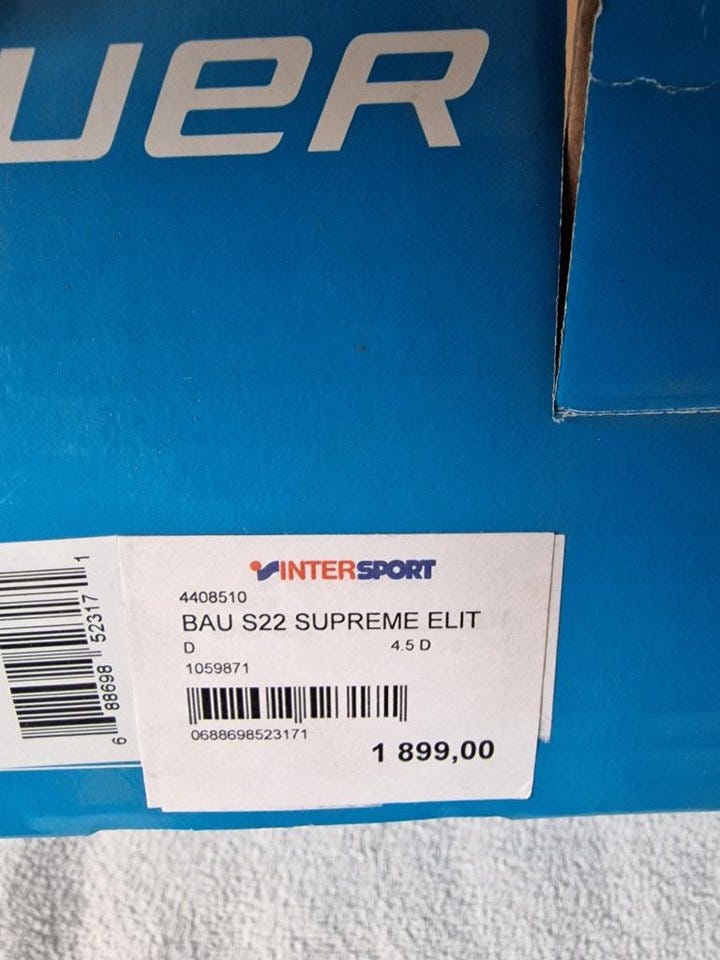 UER
INTERSPORT
4408510
BAU S22 SUPREME ELIT
D 4.5 D
1059871
0688698523171
1 899,00
6 88698 52317 1